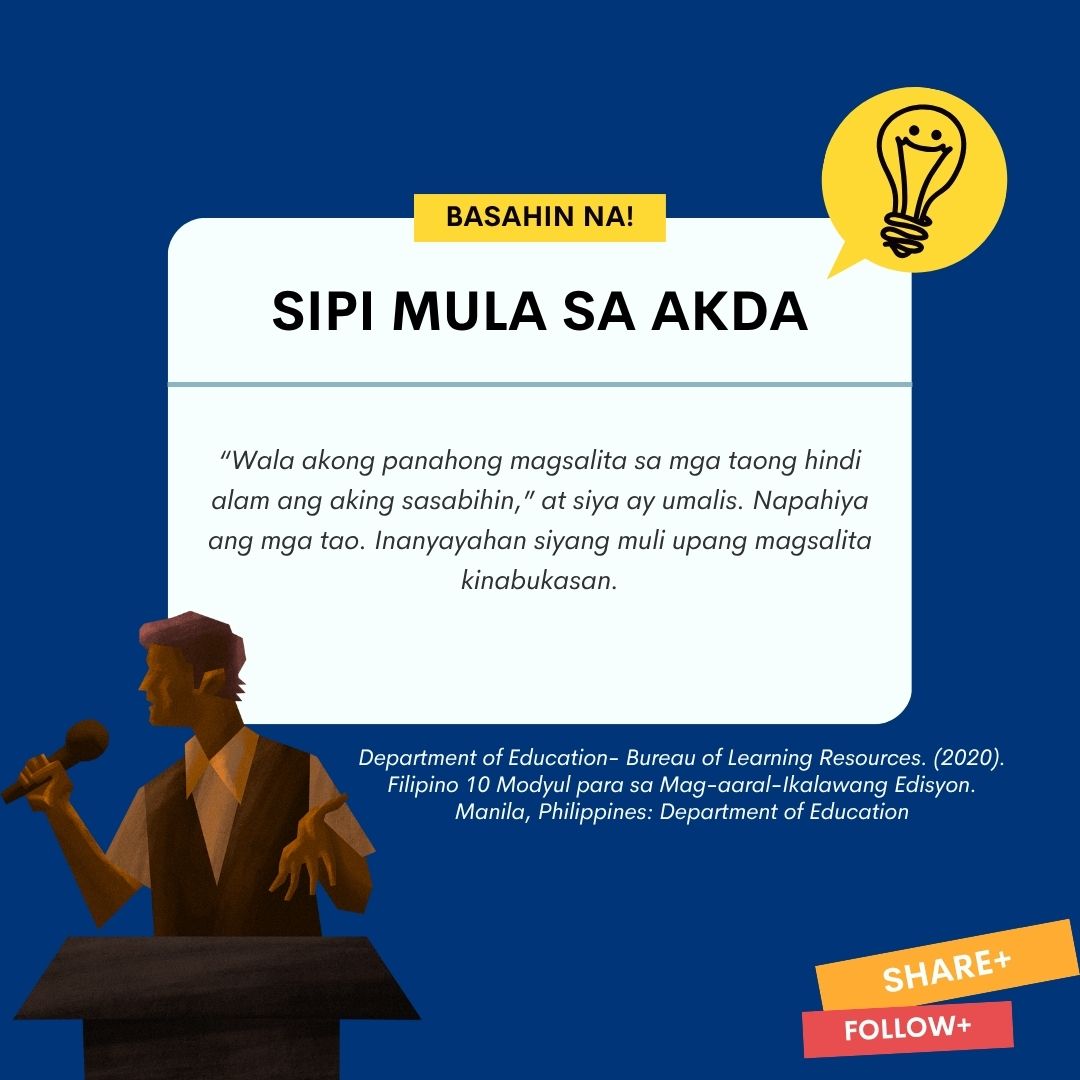 BASAHIN NA!
SIPI MULA SA AKDA
“Wala akong panahong magsalita sa mga taong hindi
alam ang aking sasabihin,” at siya ay umalis. Napahiya
ang mga tao. Inanyayahan siyang muli upang magsalita
kinabukasan.
Department of Education- Bureau of Learning Resources. (2020).
Filipino 10 Modyul para sa Mag-aaral-Ikalawang Edisyon.
Manila, Philippines: Department of Education
SHARE+
FOLLOW+